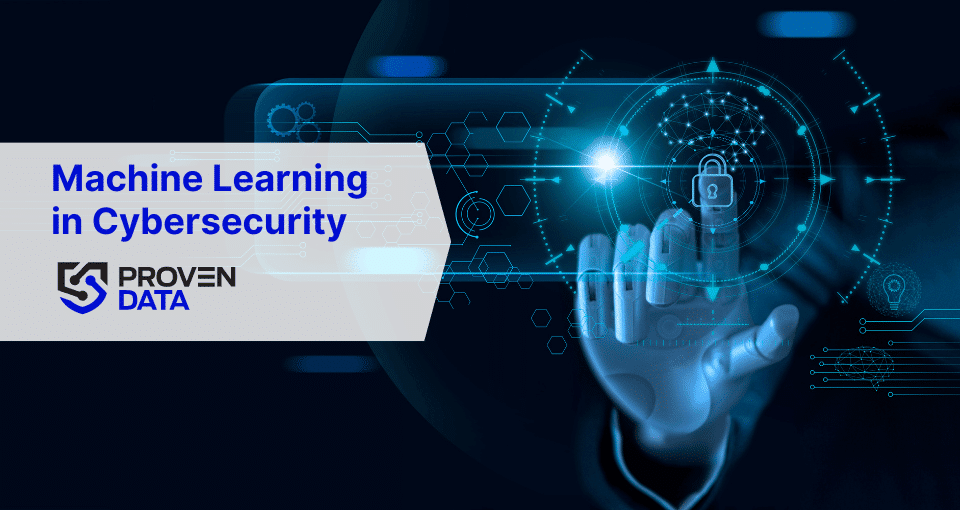 Machine Learning
in Cybersecurity
PROVEN
DATA